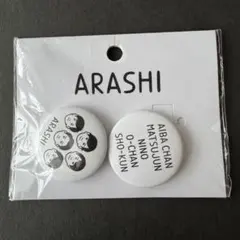 ARASHI
ARASHI
AIBA CHAN
MATSUJUN
NINO
O-CHAN
SHO-KUN